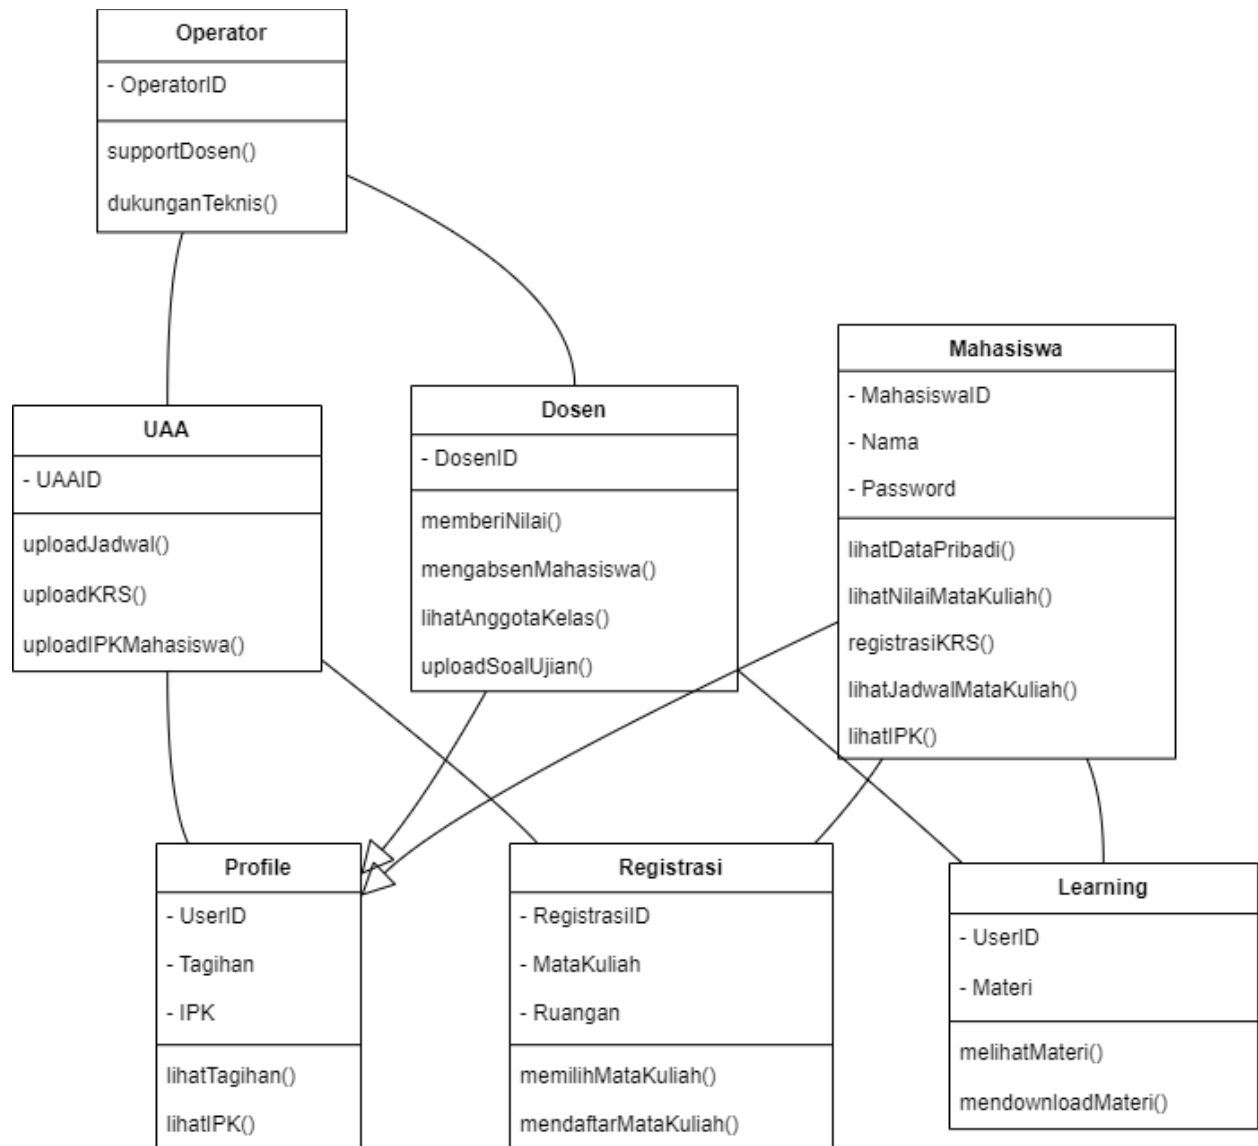 Operator
- OperatorID
supportDosen()
dukunganTeknis()
UAA
- UAAID
uploadJadwal()
uploadKRS()
uploadIPKMahasiswa()
Dosen
- DosenID
memberiNilai()
mengabsenMahasiswa()
lihatAnggotaKelas()
uploadSoalUjian()
Mahasiswa
- MahasiswaID
- Nama
- Password
lihatDataPribadi()
lihatNilaiMataKuliah()
registrasiKRS()
lihatJadwalMataKuliah()
lihatIPK()
Profile
- UserID
- Tagihan
- IPK
lihatTagihan()
lihatIPK()
Registrasi
- RegistrasiID
- MataKuliah
- Ruangan
memilihMataKuliah()
mendaftarMataKuliah()
Learning
- UserID
- Materi
melihatMateri()
mendownloadMateri()